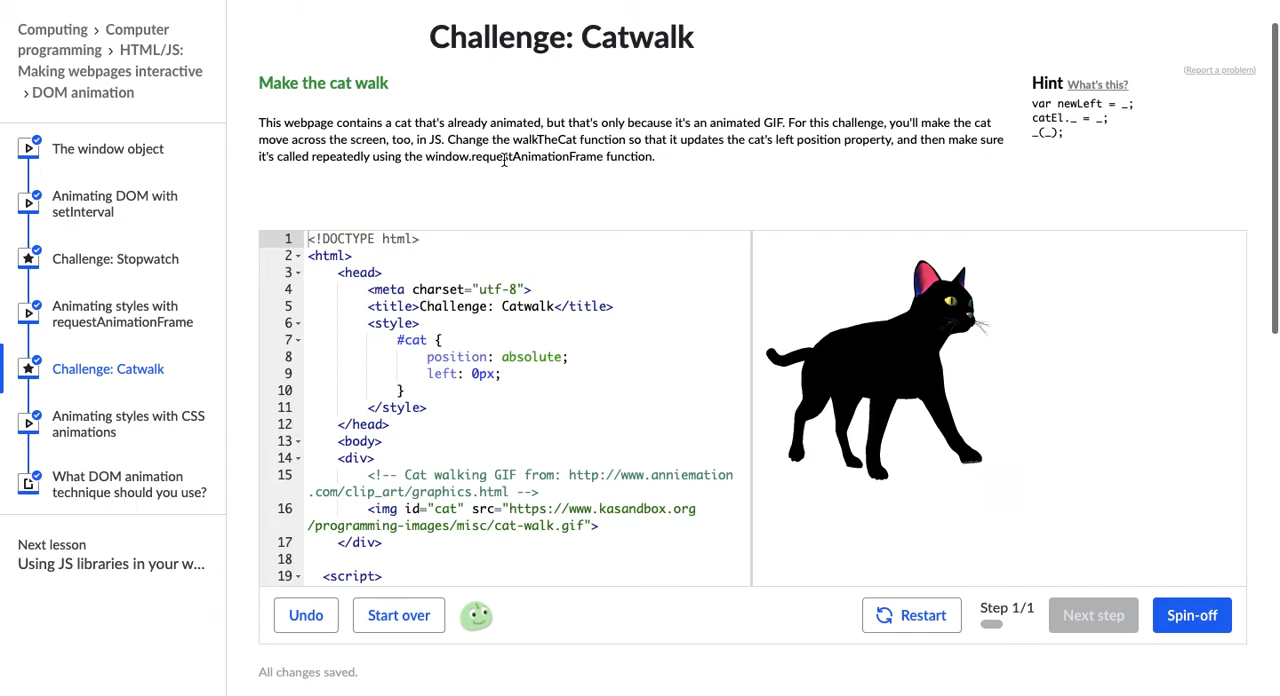 Computing › Computer
programming › HTML/JS:
Making webpages interactive
› DOM animation
The window object
Animating DOM with
setInterval
Challenge: Stopwatch
Animating styles with
requestAnimationFrame
Challenge: Catwalk
Animating styles with CSS
animations
What DOM animation
technique should you use?
Next lesson
Using JS libraries in your w...
Challenge: Catwalk
Make the cat walk
This webpage contains a cat that's already animated, but that's only because it's an animated GIF. For this challenge, you'll make the cat
move across the screen, too, in JS. Change the walkTheCat function so that it updates the cat's left position property, and then make sure
it's called repeatedly using the window.requestAnimationFrame function.
(Report a problem)
Hint What's this?
var newLeft = _;
catEl._ = _;
_(_);
1 <!DOCTYPE html>
2 <html>
3 <head>
4 <meta charset="utf-8">
5 <title>Challenge: Catwalk</title>
6 <style>
7 #cat {
8 position: absolute;
9 left: 0px;
10 }
11 </style>
12 </head>
13 <body>
14 <div>
15 <!-- Cat walking GIF from: http://www.anniemation
.com/clip_art/graphics.html -->
16 <img id="cat" src="https://www.kasandbox.org
/programming-images/misc/cat-walk.gif">
17 </div>
18
19 <script>
Undo
Start over
Restart
Step 1/1
Next step
Spin-off
All changes saved.